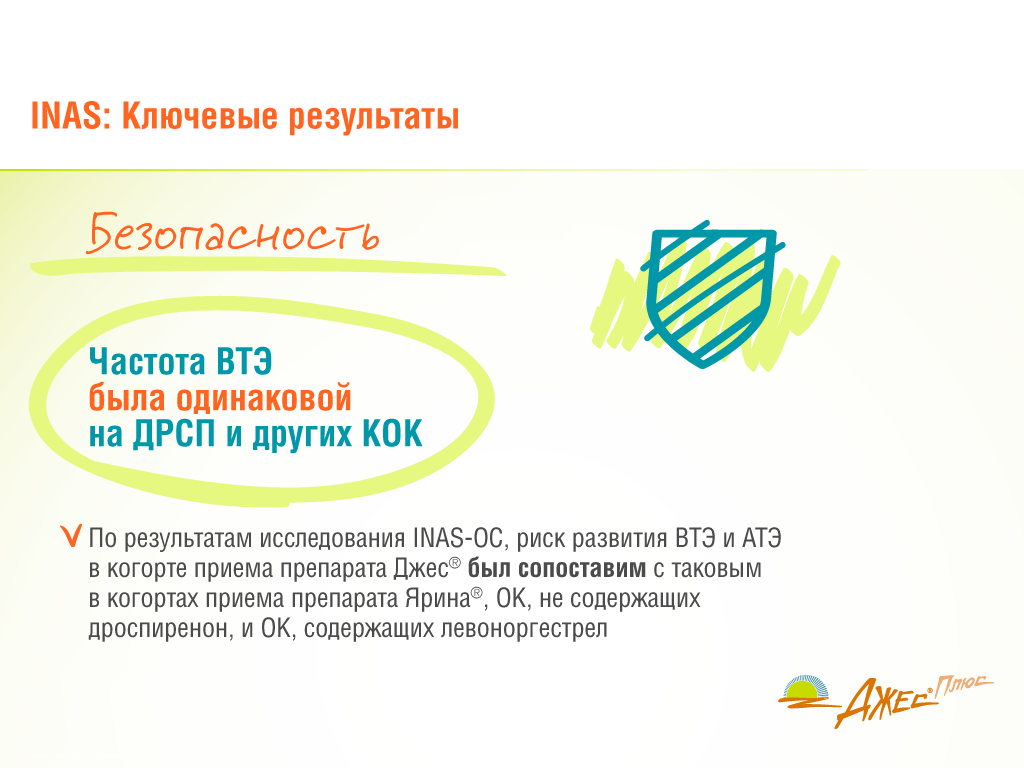 INAS: Ключевые результаты
Безопасность
Частота ВТЭ
была одинаковой
на ДРСП и других КОК
По результатам исследования INAS-OC, риск развития ВТЭ и АТЭ
в когорте приема препарата Джес® был сопоставим с таковым
в когортах приема препарата Ярина®, ОК, не содержащих
дроспиренон, и ОК, содержащих левоноргестрел
Джес® Плюс